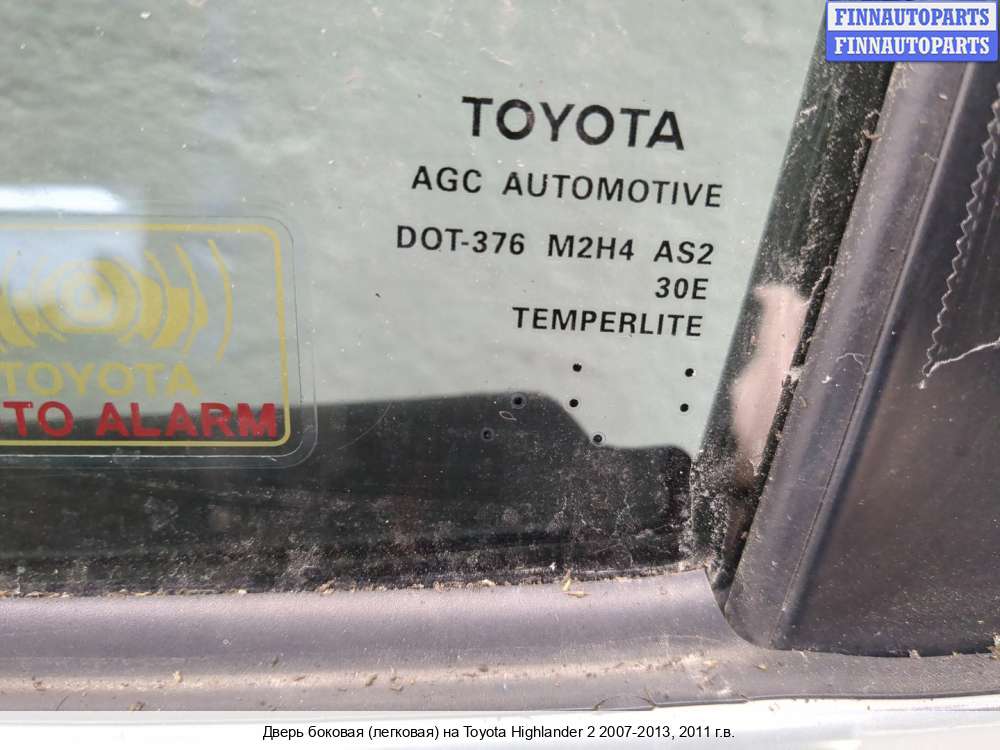 FINNAUTOPARTS
FINNAUTOPARTS
TOYOTA
AGC AUTOMOTIVE
DOT-376 M2H4 AS2
30E
TEMPERLITE
TOYOTA
TO ALARM
Дверь боковая (легковая) на Toyota Highlander 2 2007-2013, 2011 г.в.